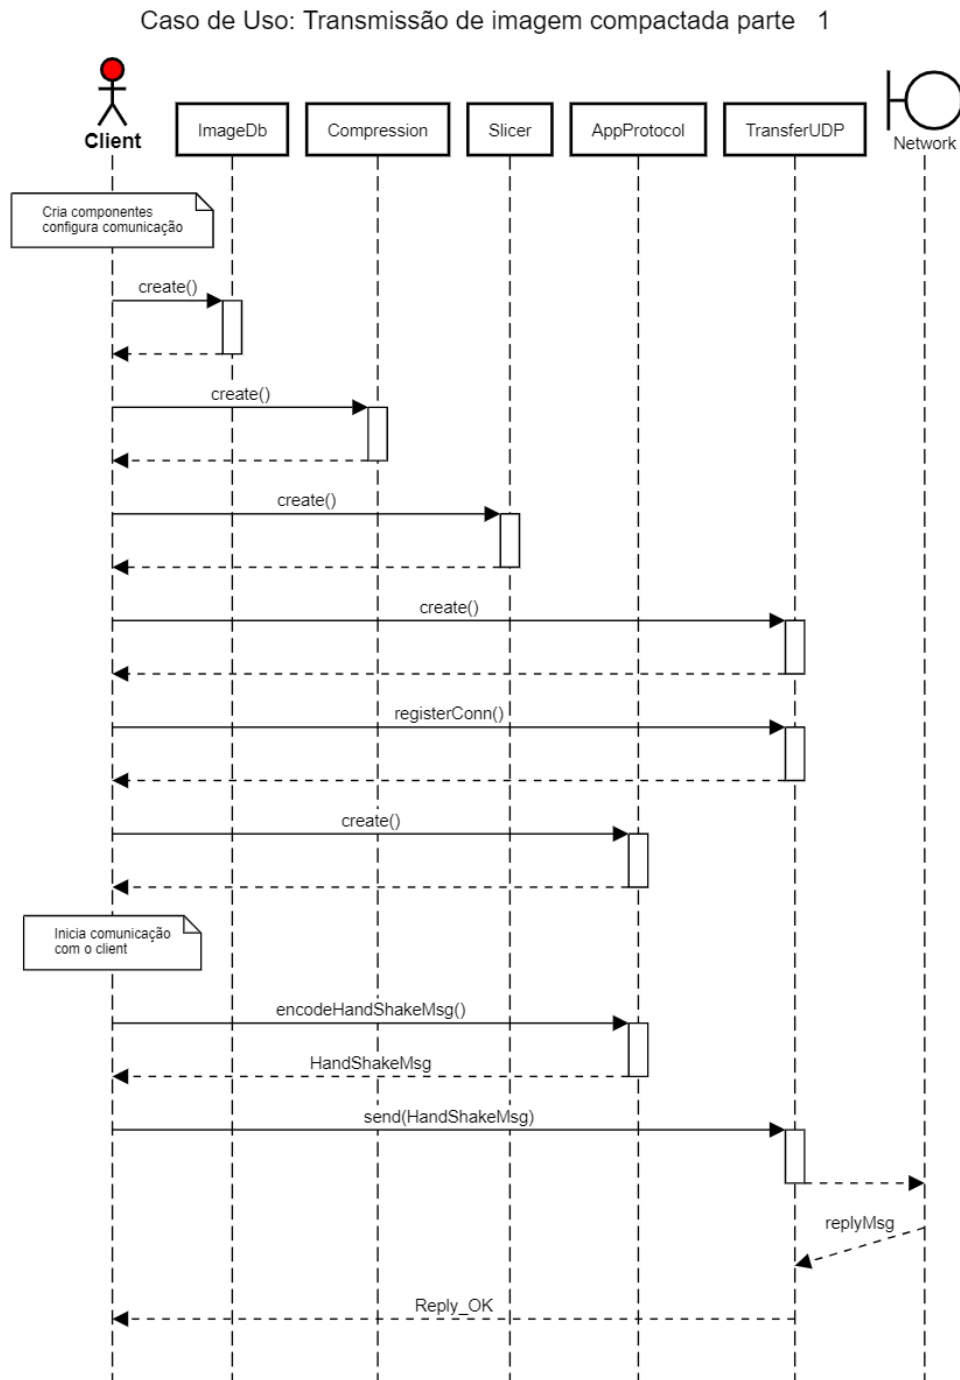 Caso de Uso: Transmissão de imagem compactada parte 1
Client
ImageDb
Compression
Slicer
AppProtocol
TransferUDP
Network
Cria componentes
configura comunicação
create()
create()
create()
create()
registerConn()
create()
Inicia comunicação
com o client
encodeHandShakeMsg()
HandShakeMsg
send(HandShakeMsg)
replyMsg
Reply_OK